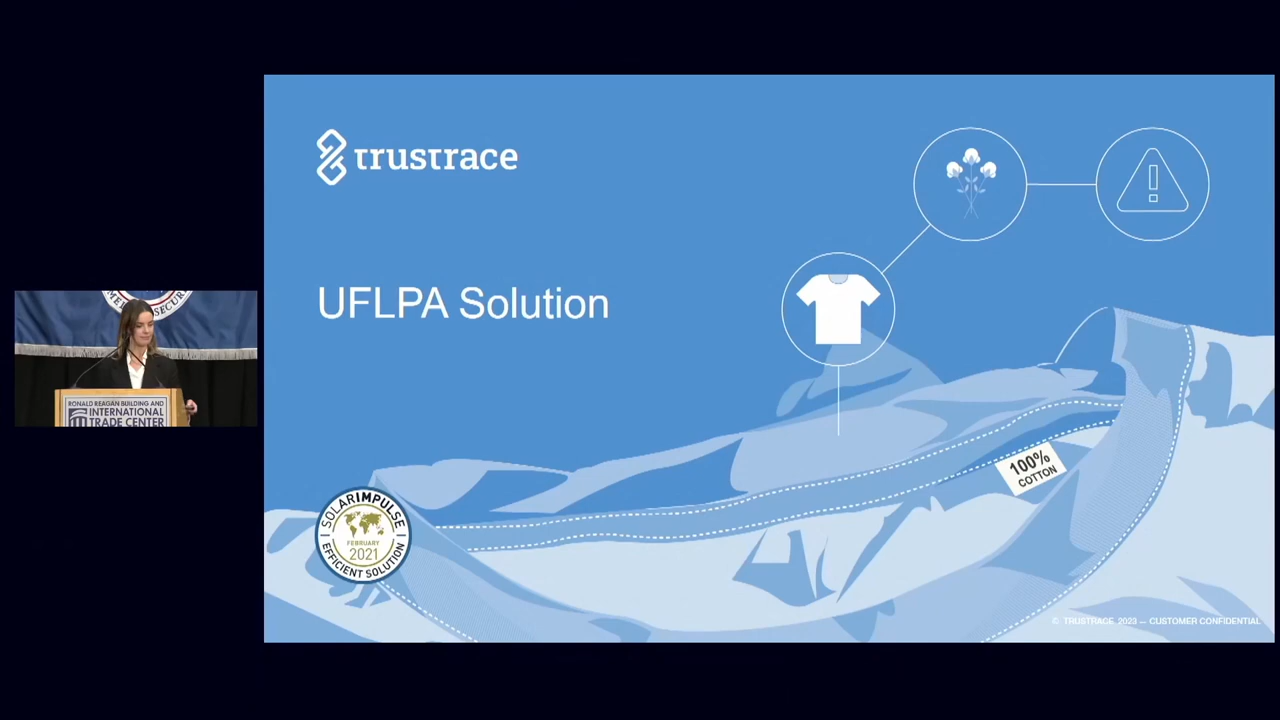 trustrace
UFLPA Solution
100%
COTTON
SOLARIMPULSE
FEBRUARY
2021
EFFICIENT SOLUTION
© TRUSTRACE 2023 — CUSTOMER CONFIDENTIAL
RONALD REAGAN BUILDING AND
INTERNATIONAL
TRADE CENTER